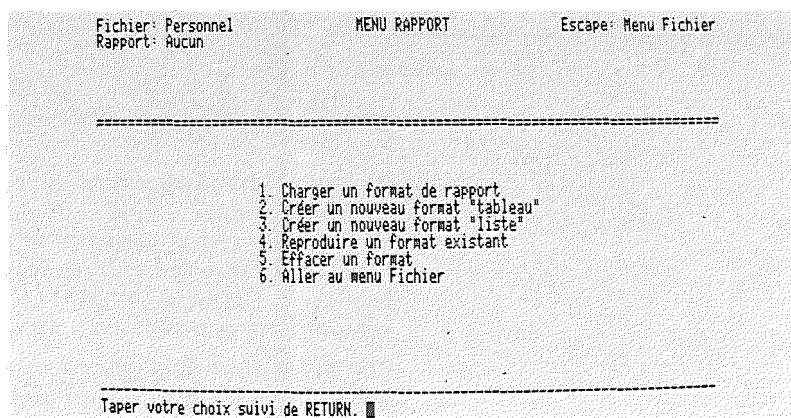 Fichier: Personnel MENU RAPPORT Escape: Menu Fichier
Rapport: Aucun
1. Charger un format de rapport
2. Créer un nouveau format "tableau"
3. Créer un nouveau format "liste"
4. Reproduire un format existant
5. Effacer un format
6. Aller au menu Fichier
Taper votre choix suivi de RETURN.